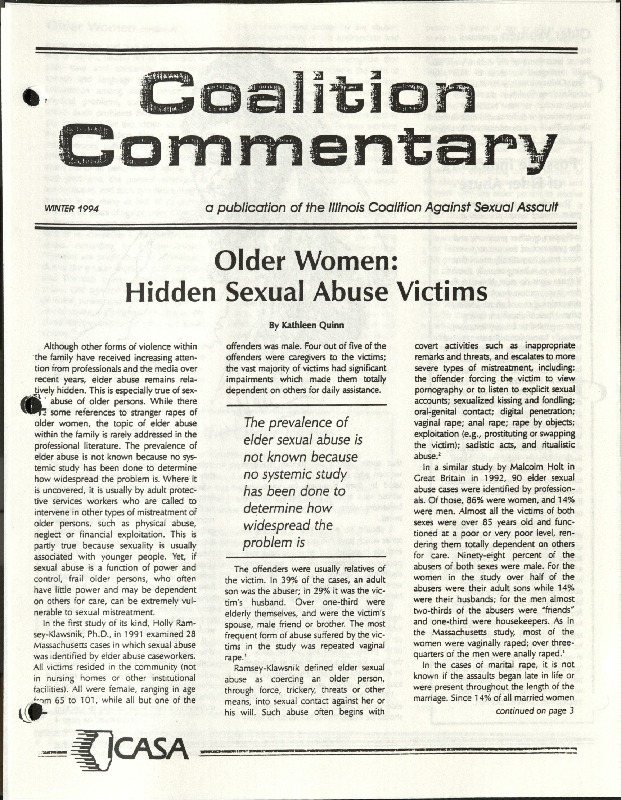 Coalition
Commentary
WINTER 1994
a publication of the Illinois Coalition Against Sexual Assault
Older Women:
Hidden Sexual Abuse Victims
By Kathleen Quinn
Although other forms of violence within
the family have received increasing atten-
tion from professionals and the media over
recent years, elder abuse remains rela-
tively hidden. This is especially true of sex-
abuse of older persons. While there
some references to stranger rapes of
older women, the topic of elder abuse
within the family is rarely addressed in the
professional literature. The prevalence of
elder abuse is not known because no sys-
temic study has been done to determine
how widespread the problem is. Where it
is uncovered, it is usually by adult protec-
tive services workers who are called to
intervene in other types of mistreatment of
older persons, such as physical abuse,
neglect or financial exploitation. This is
partly true because sexuality is usually
associated with younger people. Yet, if
sexual abuse is a function of power and
control, frail older persons, who often
have little power and may be dependent
on others for care, can be extremely vul-
nerable to sexual mistreatment.
In the first study of its kind, Holly Ram-
sey-Klawsnik, Ph.D., in 1991 examined 28
Massachusetts cases in which sexual abuse
was identified by elder abuse caseworkers.
All victims resided in the community (not
in nursing homes or other institutional
facilities). All were female, ranging in age
from 65 to 101, while all but one of the
offenders was male. Four out of five of the
offenders were caregivers to the victims;
the vast majority of victims had significant
impairments which made them totally
dependent on others for daily assistance.
The prevalence of
elder sexual abuse is
not known because
no systemic study
has been done to
determine how
widespread the
problem is
The offenders were usually relatives of
the victim. In 39% of the cases, an adult
son was the abuser; in 29% it was the vic-
tim's husband. Over one-third were
elderly themselves, and were the victim's
spouse, male friend or brother. The most
frequent form of abuse suffered by the vic-
tims in the study was repeated vaginal
rape.¹
Ramsey-Klawsnik defined elder sexual
abuse as coercing an older person,
through force, trickery, threats or other
means, into sexual contact against her or
his will. Such abuse often begins with
covert activities such as inappropriate
remarks and threats, and escalates to more
severe types of mistreatment, including:
the offender forcing the victim to view
pornography or to listen to explicit sexual
accounts; sexualized kissing and fondling;
oral-genital contact; digital penetration;
vaginal rape; anal rape; rape by objects;
exploitation (e.g., prostituting or swapping
the victim); sadistic acts, and ritualistic
abuse.²
In a similar study by Malcolm Holt in
Great Britain in 1992, 90 elder sexual
abuse cases were identified by profession-
als. Of those, 86% were women, and 14%
were men. Almost all the victims of both
sexes were over 85 years old and func-
tioned at a poor or very poor level, ren-
dering them totally dependent on others
for care. Ninety-eight percent of the
abusers of both sexes were male. For the
women in the study over half of the
abusers were their adult sons while 14%
were their husbands; for the men almost
two-thirds of the abusers were "friends"
and one-third were housekeepers. As in
the Massachusetts study, most of the
women were vaginally raped; over three-
quarters of the men were anally raped.³
In the cases of marital rape, it is not
known if the assaults began late in life or
were present throughout the length of the
marriage. Since 14% of all married women
continued on page 3
ICASA